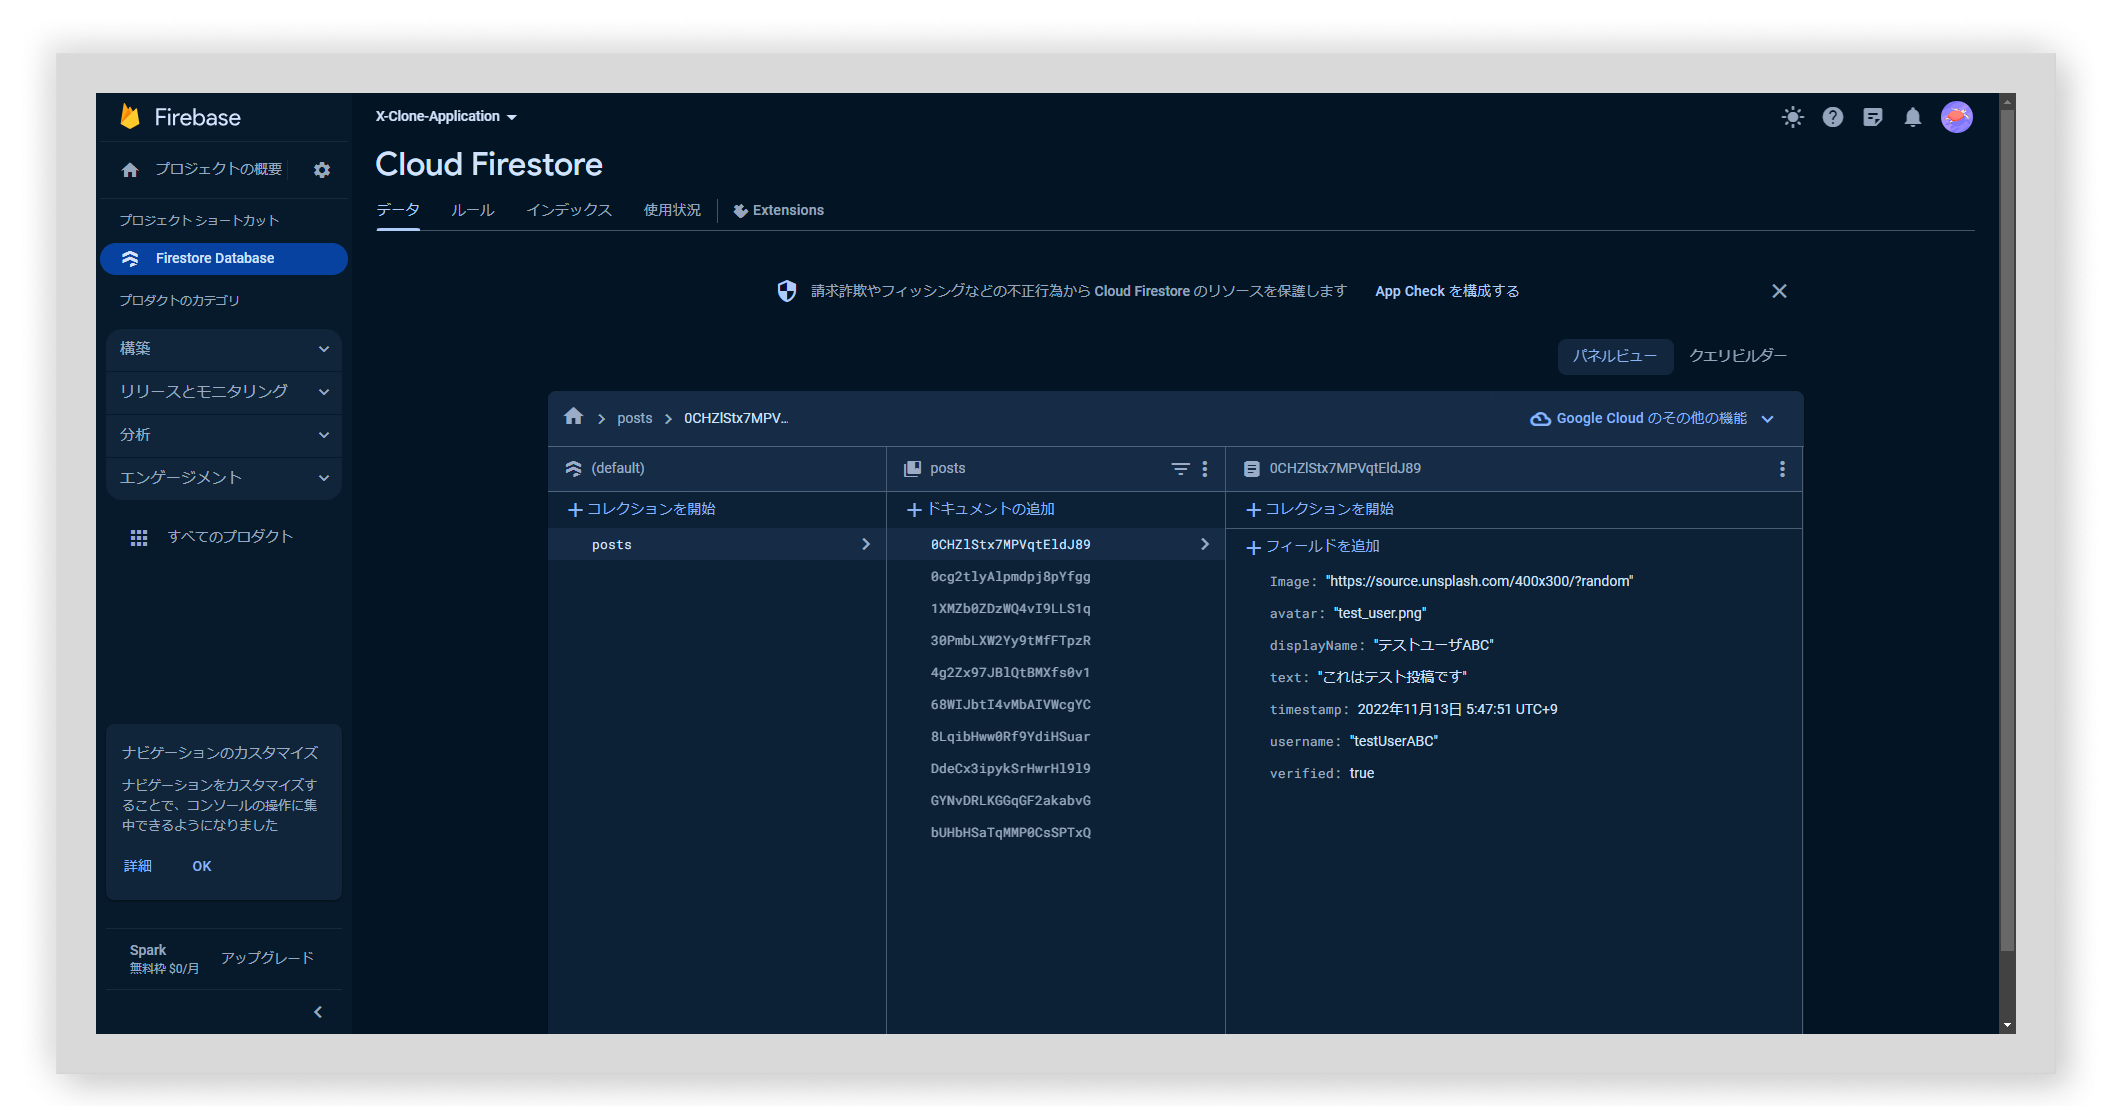 Firebase
プロジェクトの概要
プロジェクト ショートカット
Firestore Database
プロダクトのカテゴリ
構築
リリースとモニタリング
分析
エンゲージメント
すべてのプロダクト
ナビゲーションのカスタマイズ
ナビゲーションをカスタマイズす
ることで、コンソールの操作に集
中できるようになりました
詳細 OK
Spark
無料枠 $0/月
アップグレード
X-Clone-Application
Cloud Firestore
データ ルール インデックス 使用状況 Extensions
請求詐欺やフィッシングなどの不正行為から Cloud Firestore のリソースを保護します App Check を構成する
パネルビュー クエリビルダー
posts 0CHZlStx7MPV...
Google Cloud のその他の機能
(default)
コレクションを開始
posts
posts
ドキュメントの追加
0CHZlStx7MPVqtEldJ89
0cg2tlyAlpmdpj8pYfgg
1XMZb0ZDzWQ4vI9LLS1q
30PmbLXW2Yy9tMfFTpzR
4g2Zx97JBlQtBMXfs0v1
68WIJbtI4vMbAIVWcgYC
8LqibHww0Rf9YdiHSuar
DdeCx3ipykSrHwrHl9l9
GYNvDRLKGGqGF2akabvG
bUHbHSaTqMMP0CsSPTxQ
0CHZlStx7MPVqtEldJ89
コレクションを開始
フィールドを追加
Image: "https://source.unsplash.com/400x300/?random"
avatar: "test_user.png"
displayName: "テストユーザABC"
text: "これはテスト投稿です"
timestamp: 2022年11月13日 5:47:51 UTC+9
username: "testUserABC"
verified: true